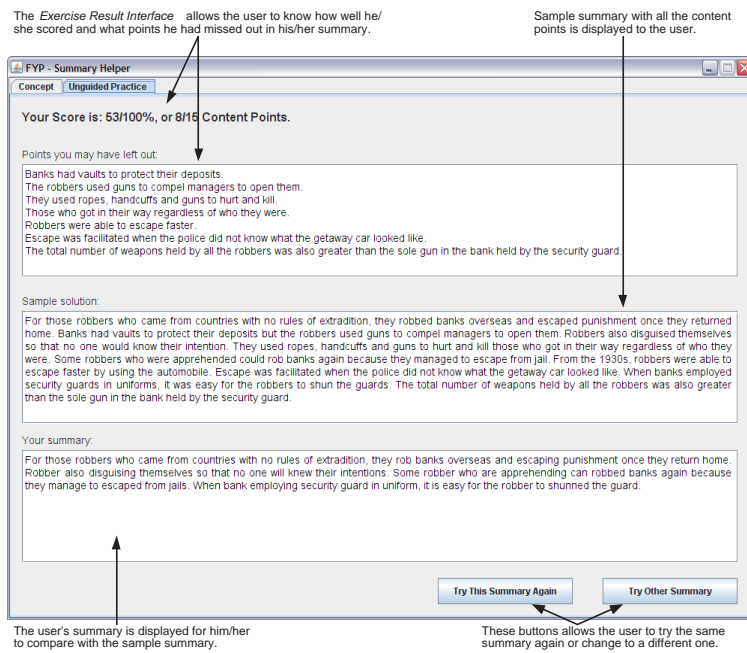 The Exercise Result Interface allows the user to know how well he/
she scored and what points he had missed out in his/her summary.
Sample summary with all the content
points is displayed to the user.
FYP - Summary Helper
Concept Unguided Practice
Your Score is: 53/100%, or 8/15 Content Points.
Points you may have left out:
Banks had vaults to protect their deposits.
The robbers used guns to compel managers to open them.
They used ropes, handcuffs and guns to hurt and kill.
Those who got in their way regardless of who they were.
Robbers were able to escape faster.
Escape was facilitated when the police did not know what the getaway car looked like.
The total number of weapons held by all the robbers was also greater than the sole gun in the bank held by the security guard.
Sample solution:
For those robbers who came from countries with no rules of extradition, they robbed banks overseas and escaped punishment once they returned
home. Banks had vaults to protect their deposits but the robbers used guns to compel managers to open them. Robbers also disguised themselves
so that no one would know their intention. They used ropes, handcuffs and guns to hurt and kill those who got in their way regardless of who they
were. Some robbers who were apprehended could rob banks again because they managed to escape from jail. From the 1930s, robbers were able to
escape faster by using the automobile. Escape was facilitated when the police did not know what the getaway car looked like. When banks employed
security guards in uniforms, it was easy for the robbers to shun the guards. The total number of weapons held by all the robbers was also greater
than the sole gun in the bank held by the security guard.
Your summary:
For those robbers who came from countries with no rules of extradition, they rob banks overseas and escaping punishment once they return home.
Robber also disguising themselves so that no one will knew their intentions. Some robber who are apprehending can robbed banks again because
they manage to escaped from jails. When bank employing security guard in uniform, it is easy for the robber to shunned the guard.
Try This Summary Again
Try Other Summary
The user's summary is displayed for him/her
to compare with the sample summary.
These buttons allows the user to try the same
summary again or change to a different one.